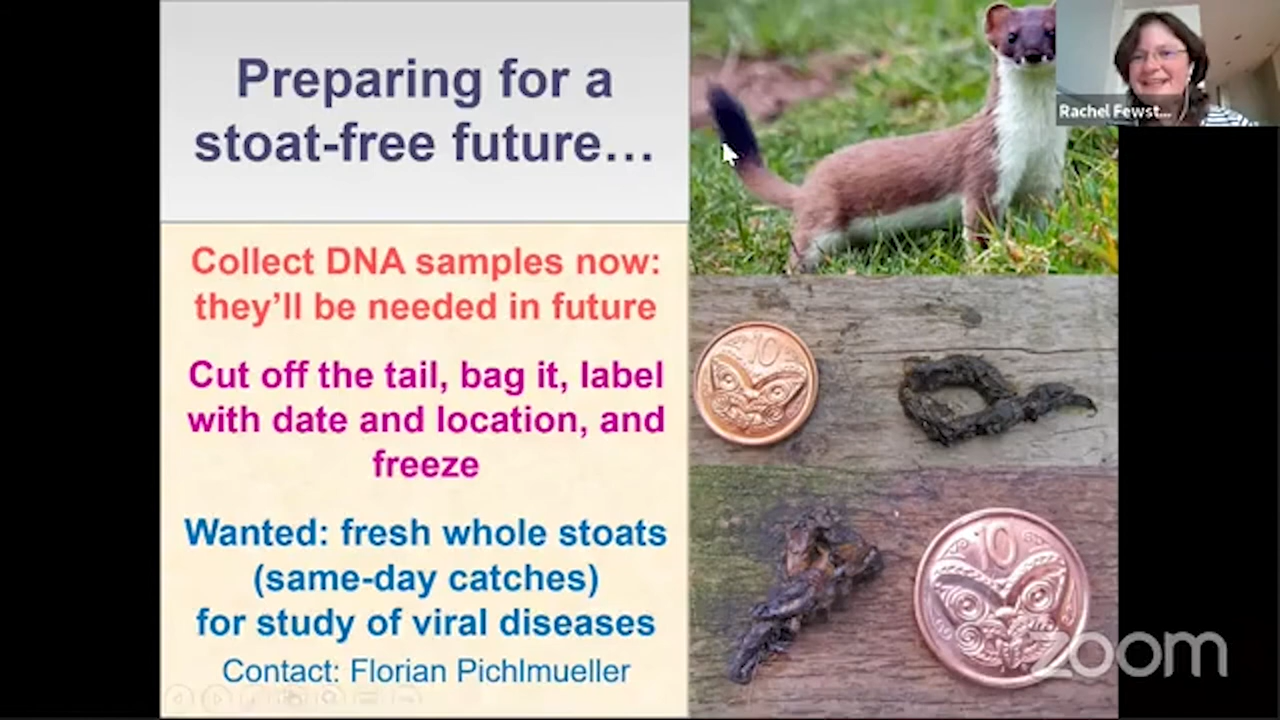 Preparing for a
stoat-free future…
Rachel Fewst...
Collect DNA samples now:
they'll be needed in future
Cut off the tail, bag it, label
with date and location, and
freeze
Wanted: fresh whole stoats
(same-day catches)
for study of viral diseases
Contact: Florian Pichlmueller
10
10
zoom